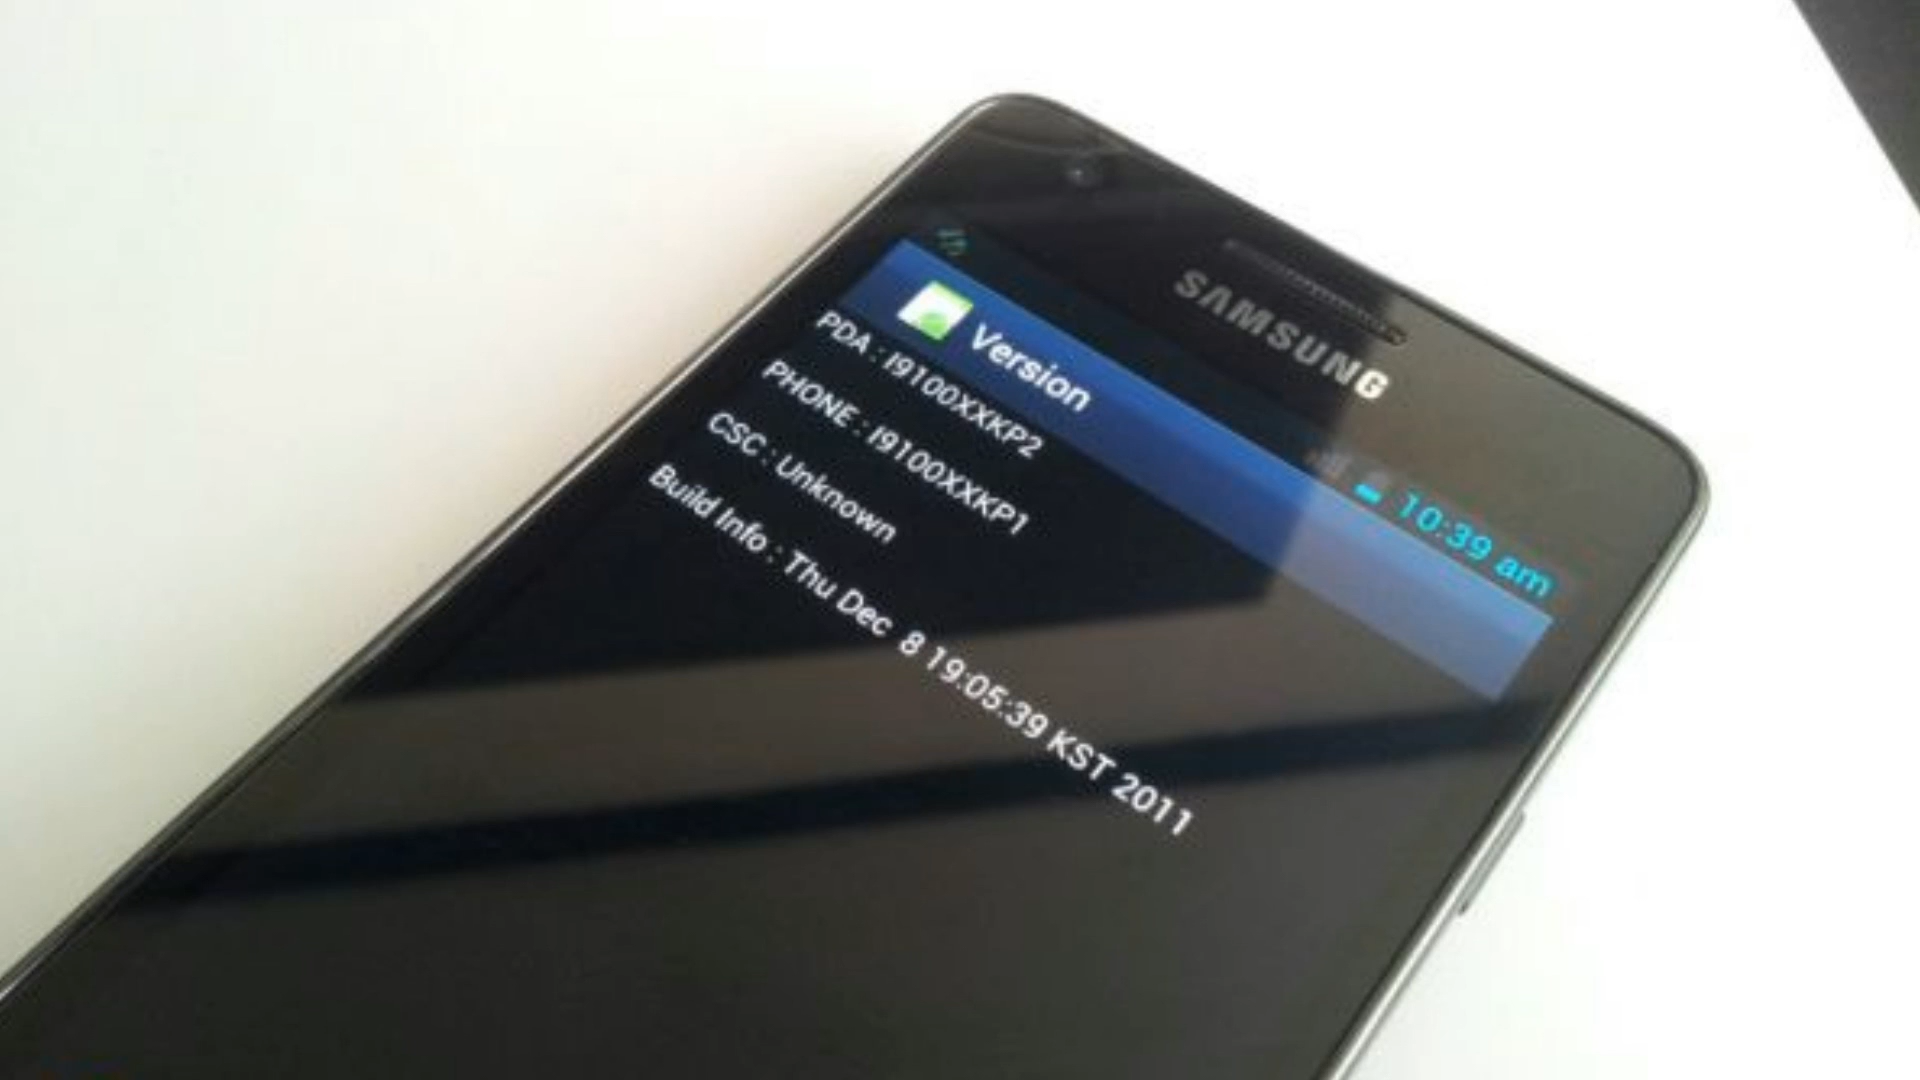 SAMSUNG
10:39 am
Version
PDA : I9100XXKP2
PHONE : I9100XXKP1
CSC : Unknown
Build Info : Thu Dec  8 19:05:39 KST 2011